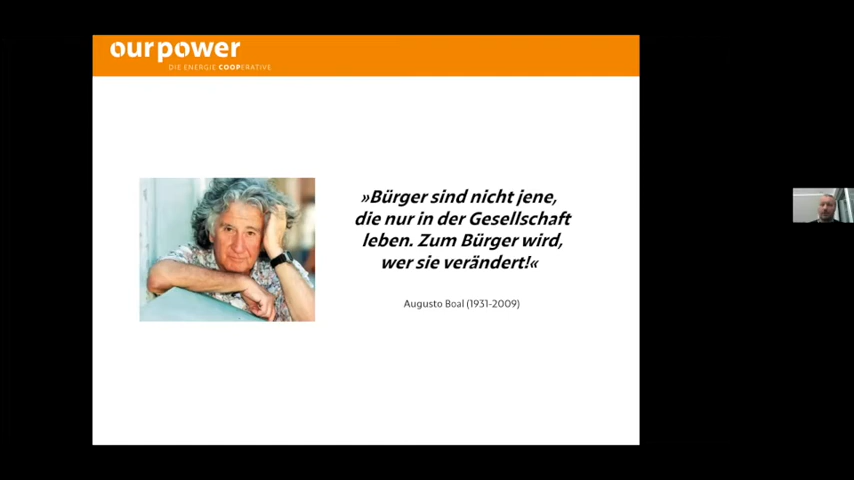 ourpower
DIE ENERGIE COOPERATIVE
»Bürger sind nicht jene,
die nur in der Gesellschaft
leben. Zum Bürger wird,
wer sie verändert!«
Augusto Boal (1931-2009)